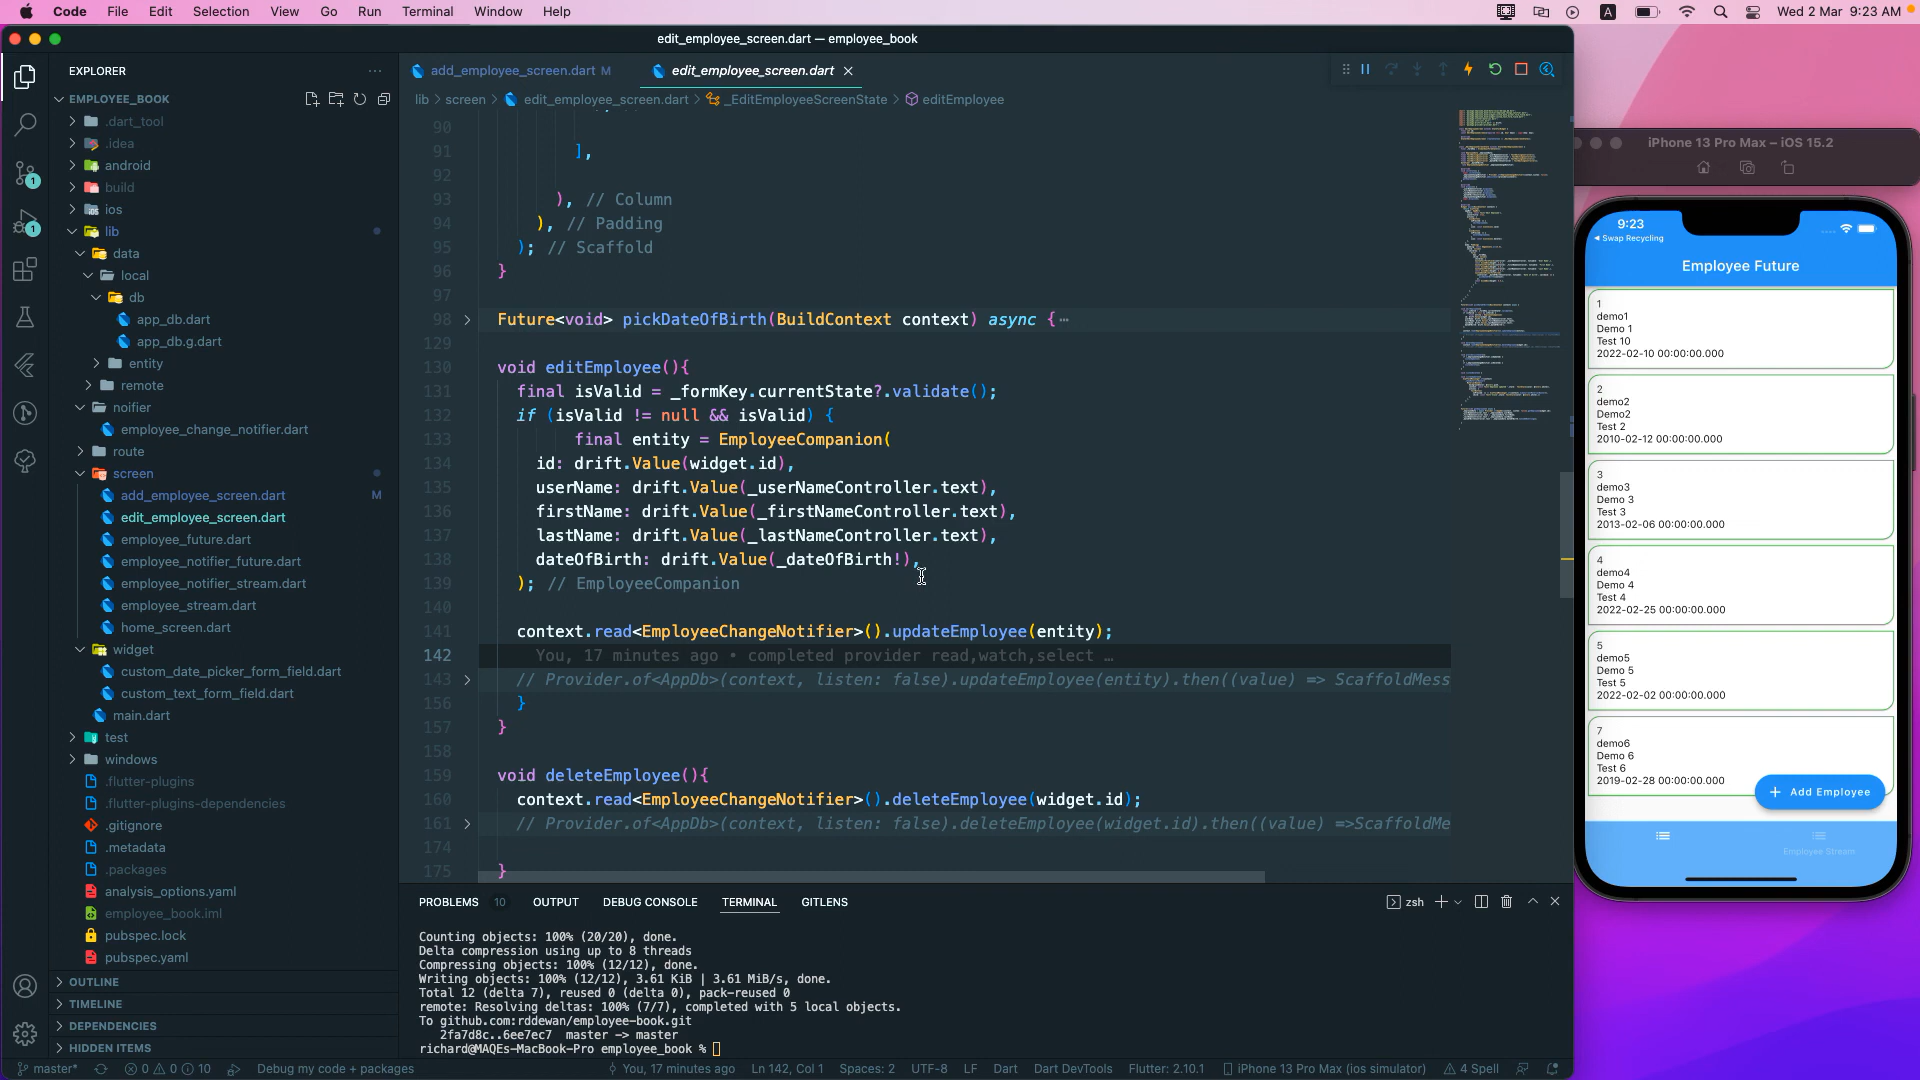 Code File Edit Selection View Go Run Terminal Window Help
A Wed 2 Mar 9:23 AM
edit_employee_screen.dart — employee_book
EXPLORER
EMPLOYEE_BOOK
.dart_tool
.idea
android
build
ios
lib
data
local
db
app_db.dart
app_db.g.dart
entity
remote
noifier
employee_change_notifier.dart
route
screen
add_employee_screen.dart M
edit_employee_screen.dart
employee_future.dart
employee_notifier_future.dart
employee_notifier_stream.dart
employee_stream.dart
home_screen.dart
widget
custom_date_picker_form_field.dart
custom_text_form_field.dart
main.dart
test
windows
.flutter-plugins
.flutter-plugins-dependencies
.gitignore
.metadata
.packages
analysis_options.yaml
employee_book.iml
pubspec.lock
pubspec.yaml
OUTLINE
TIMELINE
DEPENDENCIES
HIDDEN ITEMS
1
1
add_employee_screen.dart M
edit_employee_screen.dart
lib > screen > edit_employee_screen.dart > _EditEmployeeScreenState > editEmployee
90
91 ],
92
93 ), // Column
94 ), // Padding
95 ); // Scaffold
96 }
97
98 Future<void> pickDateOfBirth(BuildContext context) async {⋯
129
130 void editEmployee(){
131 final isValid = _formKey.currentState?.validate();
132 if (isValid != null && isValid) {
133 final entity = EmployeeCompanion(
134 id: drift.Value(widget.id),
135 userName: drift.Value(_userNameController.text),
136 firstName: drift.Value(_firstNameController.text),
137 lastName: drift.Value(_lastNameController.text),
138 dateOfBirth: drift.Value(_dateOfBirth!),
139 ); // EmployeeCompanion
140
141 context.read<EmployeeChangeNotifier>().updateEmployee(entity);
142 You, 17 minutes ago • completed provider read,watch,select …
143 // Provider.of<AppDb>(context, listen: false).updateEmployee(entity).then((value) => ScaffoldMess
156 }
157 }
158
159 void deleteEmployee(){
160 context.read<EmployeeChangeNotifier>().deleteEmployee(widget.id);
161 // Provider.of<AppDb>(context, listen: false).deleteEmployee(widget.id).then((value) =>ScaffoldMe
174
175 }
PROBLEMS 10 OUTPUT DEBUG CONSOLE TERMINAL GITLENS
zsh
Counting objects: 100% (20/20), done.
Delta compression using up to 8 threads
Compressing objects: 100% (12/12), done.
Writing objects: 100% (12/12), 3.61 KiB | 3.61 MiB/s, done.
Total 12 (delta 7), reused 0 (delta 0), pack-reused 0
remote: Resolving deltas: 100% (7/7), completed with 5 local objects.
To github.com:rddewan/employee-book.git
2fa7d8c..6ee7ec7 master -> master
richard@MAQEs-MacBook-Pro employee_book %
master* 0 0 10 Debug my code + packages You, 17 minutes ago Ln 142, Col 1 Spaces: 2 UTF-8 LF Dart Dart DevTools Flutter: 2.10.1 iPhone 13 Pro Max (ios simulator) 4 Spell
iPhone 13 Pro Max – iOS 15.2
9:23
Swap Recycling
Employee Future
1
demo1
Demo 1
Test 10
2022-02-10 00:00:00.000
2
demo2
Demo2
Test 2
2010-02-12 00:00:00.000
3
demo3
Demo 3
Test 3
2013-02-06 00:00:00.000
4
demo4
Demo 4
Test 4
2022-02-25 00:00:00.000
5
demo5
Demo 5
Test 5
2022-02-02 00:00:00.000
7
demo6
Demo 6
Test 6
2019-02-28 00:00:00.000
+ Add Employee
Employee Stream